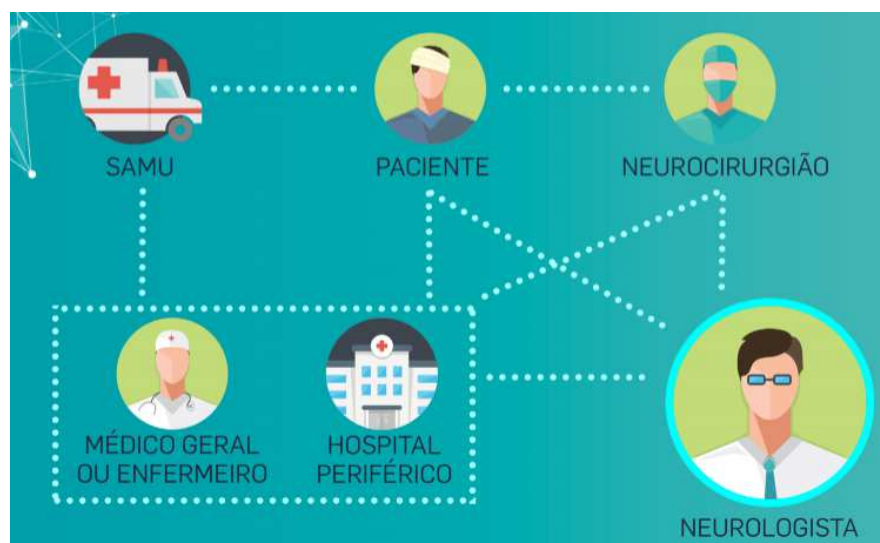 SAMU
PACIENTE
NEUROCIRURGIÃO
MÉDICO GERAL
OU ENFERMEIRO
HOSPITAL
PERIFÉRICO
NEUROLOGISTA